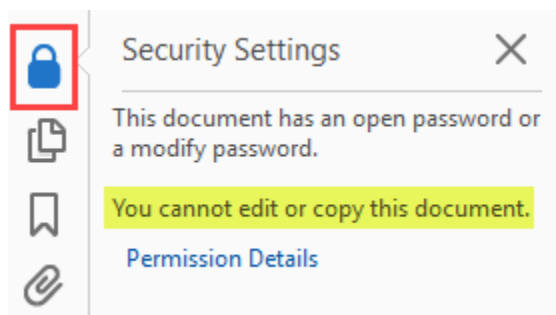 Security Settings
This document has an open password or
a modify password.
You cannot edit or copy this document.
Permission Details